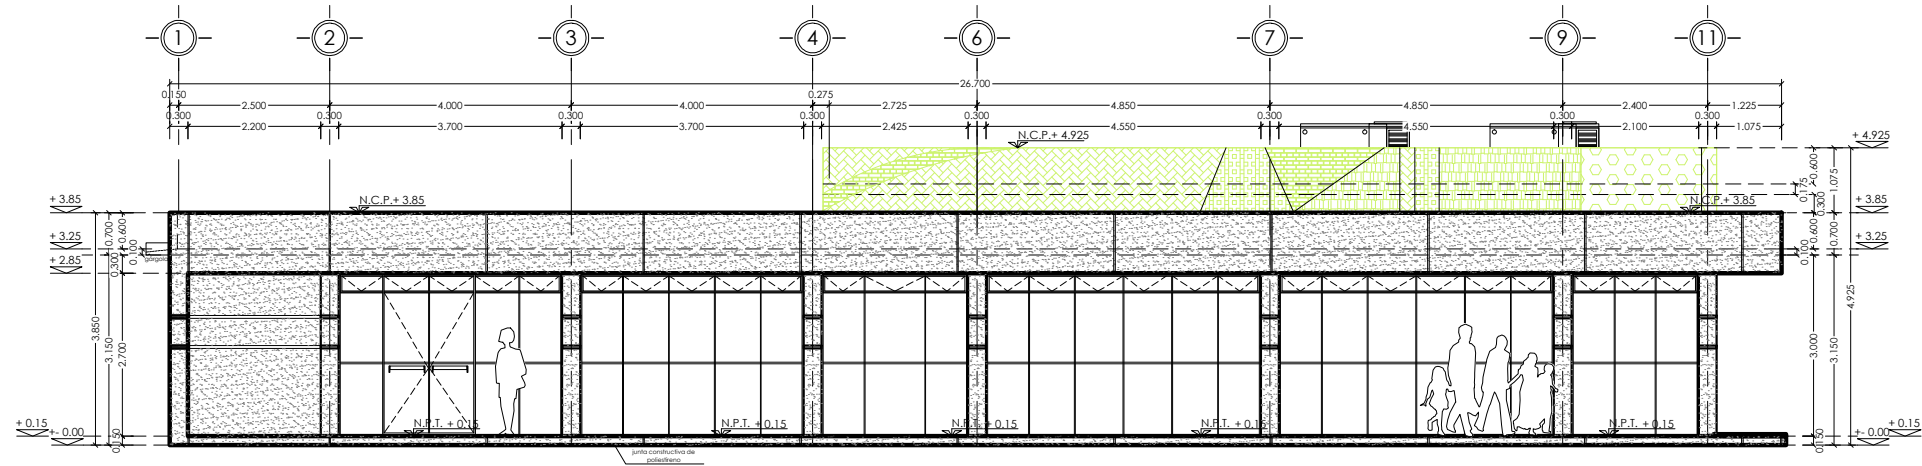 1 2 3 4 6 7 9 11
26.700
0.150 0.275
2.500 4.000 4.000 2.725 4.850 4.850 2.400 1.225
0.300 0.300 0.300 0.300 0.300 0.300 0.300 0.300
2.200 3.700 3.700 2.425 4.550 4.550 2.100 1.075
N.C.P.+ 4.925
+ 4.925
N.C.P.+ 3.85
N.C.P.+ 3.85
+ 3.85
+ 3.85
+ 3.25
+ 3.25
+ 2.85
0.700
0.600
0.100
0.300
3.850
3.150
2.700
0.150
0.600
1.075
0.175
0.300
0.600
0.700
0.100
4.925
3.000
3.150
0.150
N.P.T. + 0.15
N.P.T. + 0.15
N.P.T. + 0.15
N.P.T. + 0.15
N.P.T. + 0.15
+ 0.15
+- 0.00
+- 0.00
+ 0.15
junta constructiva de
poliestireno